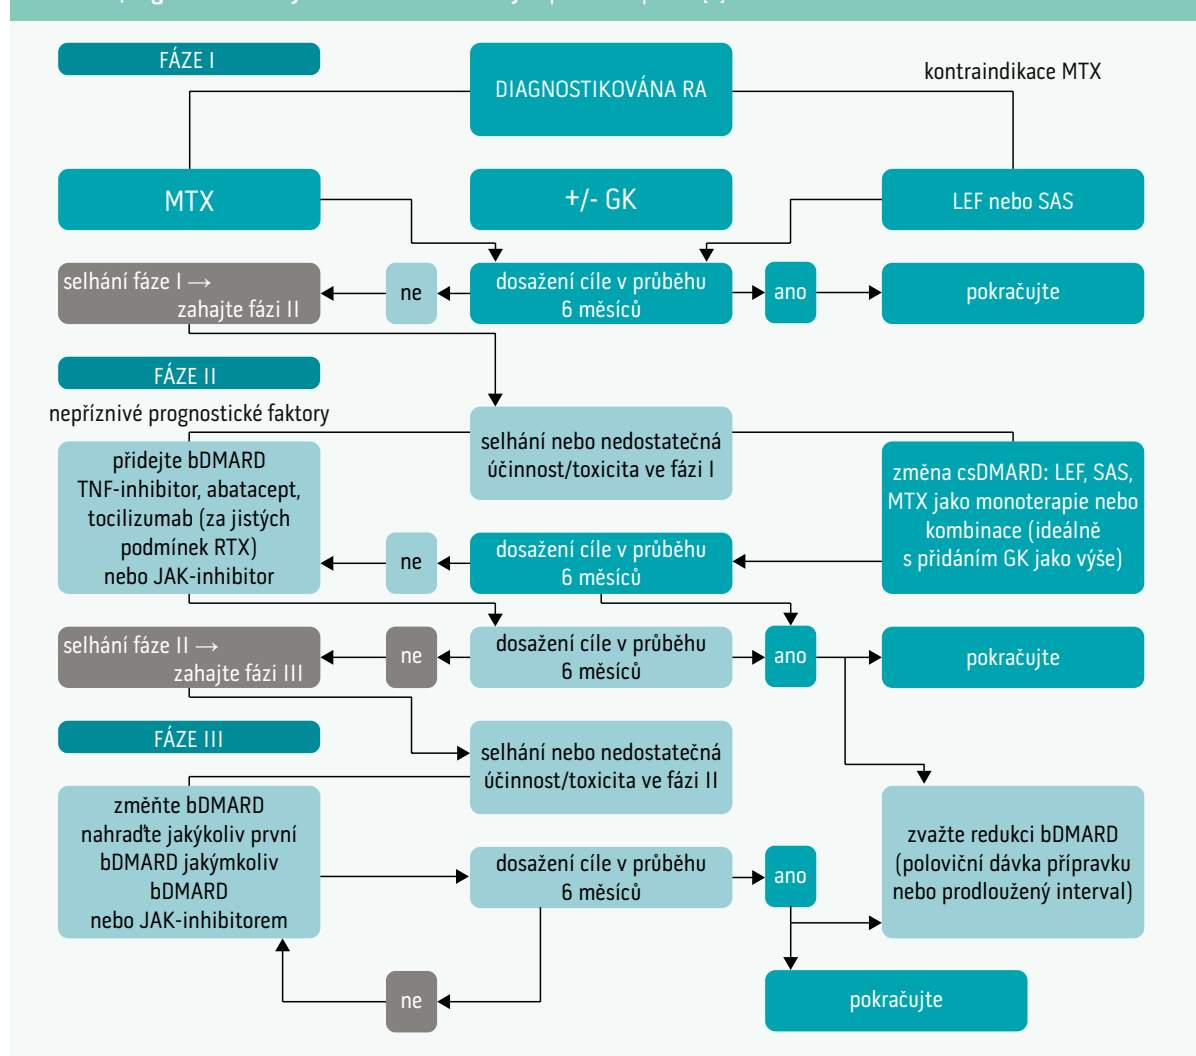 FÁZE I
DIAGNOSTIKOVÁNA RA
kontraindikace MTX
MTX
+/- GK
LEF nebo SAS
selhání fáze I →
zahajte fázi II
ne
dosažení cíle v průběhu
6 měsíců
ano
pokračujte
FÁZE II
nepříznivé prognostické faktory
přidejte bDMARD
TNF-inhibitor, abatacept,
tocilizumab (za jistých
podmínek RTX)
nebo JAK-inhibitor
selhání nebo nedostatečná
účinnost/toxicita ve fázi I
změna csDMARD: LEF, SAS,
MTX jako monoterapie nebo
kombinace (ideálně
s přidáním GK jako výše)
ne
dosažení cíle v průběhu
6 měsíců
selhání fáze II →
zahajte fázi III
ne
dosažení cíle v průběhu
6 měsíců
ano
pokračujte
FÁZE III
selhání nebo nedostatečná
účinnost/toxicita ve fázi II
změňte bDMARD
nahraďte jakýkoliv první
bDMARD jakýmkoliv
bDMARD
nebo JAK-inhibitorem
dosažení cíle v průběhu
6 měsíců
ano
zvažte redukci bDMARD
(poloviční dávka přípravku
nebo prodloužený interval)
ne
pokračujte